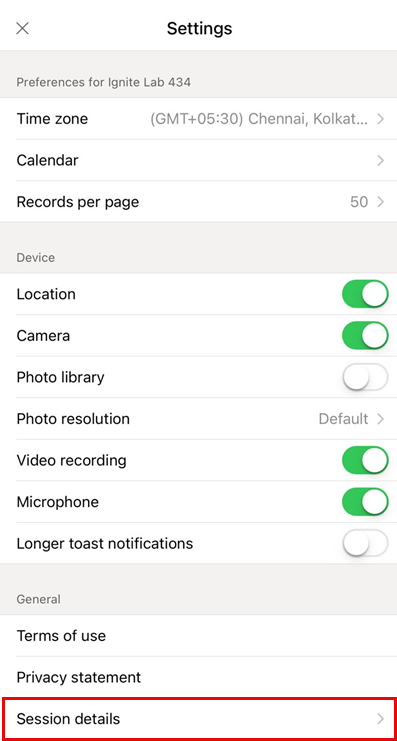 Settings
Preferences for Ignite Lab 434
Time zone (GMT+05:30) Chennai, Kolkat...
Calendar
Records per page 50
Device
Location
Camera
Photo library
Photo resolution Default
Video recording
Microphone
Longer toast notifications
General
Terms of use
Privacy statement
Session details